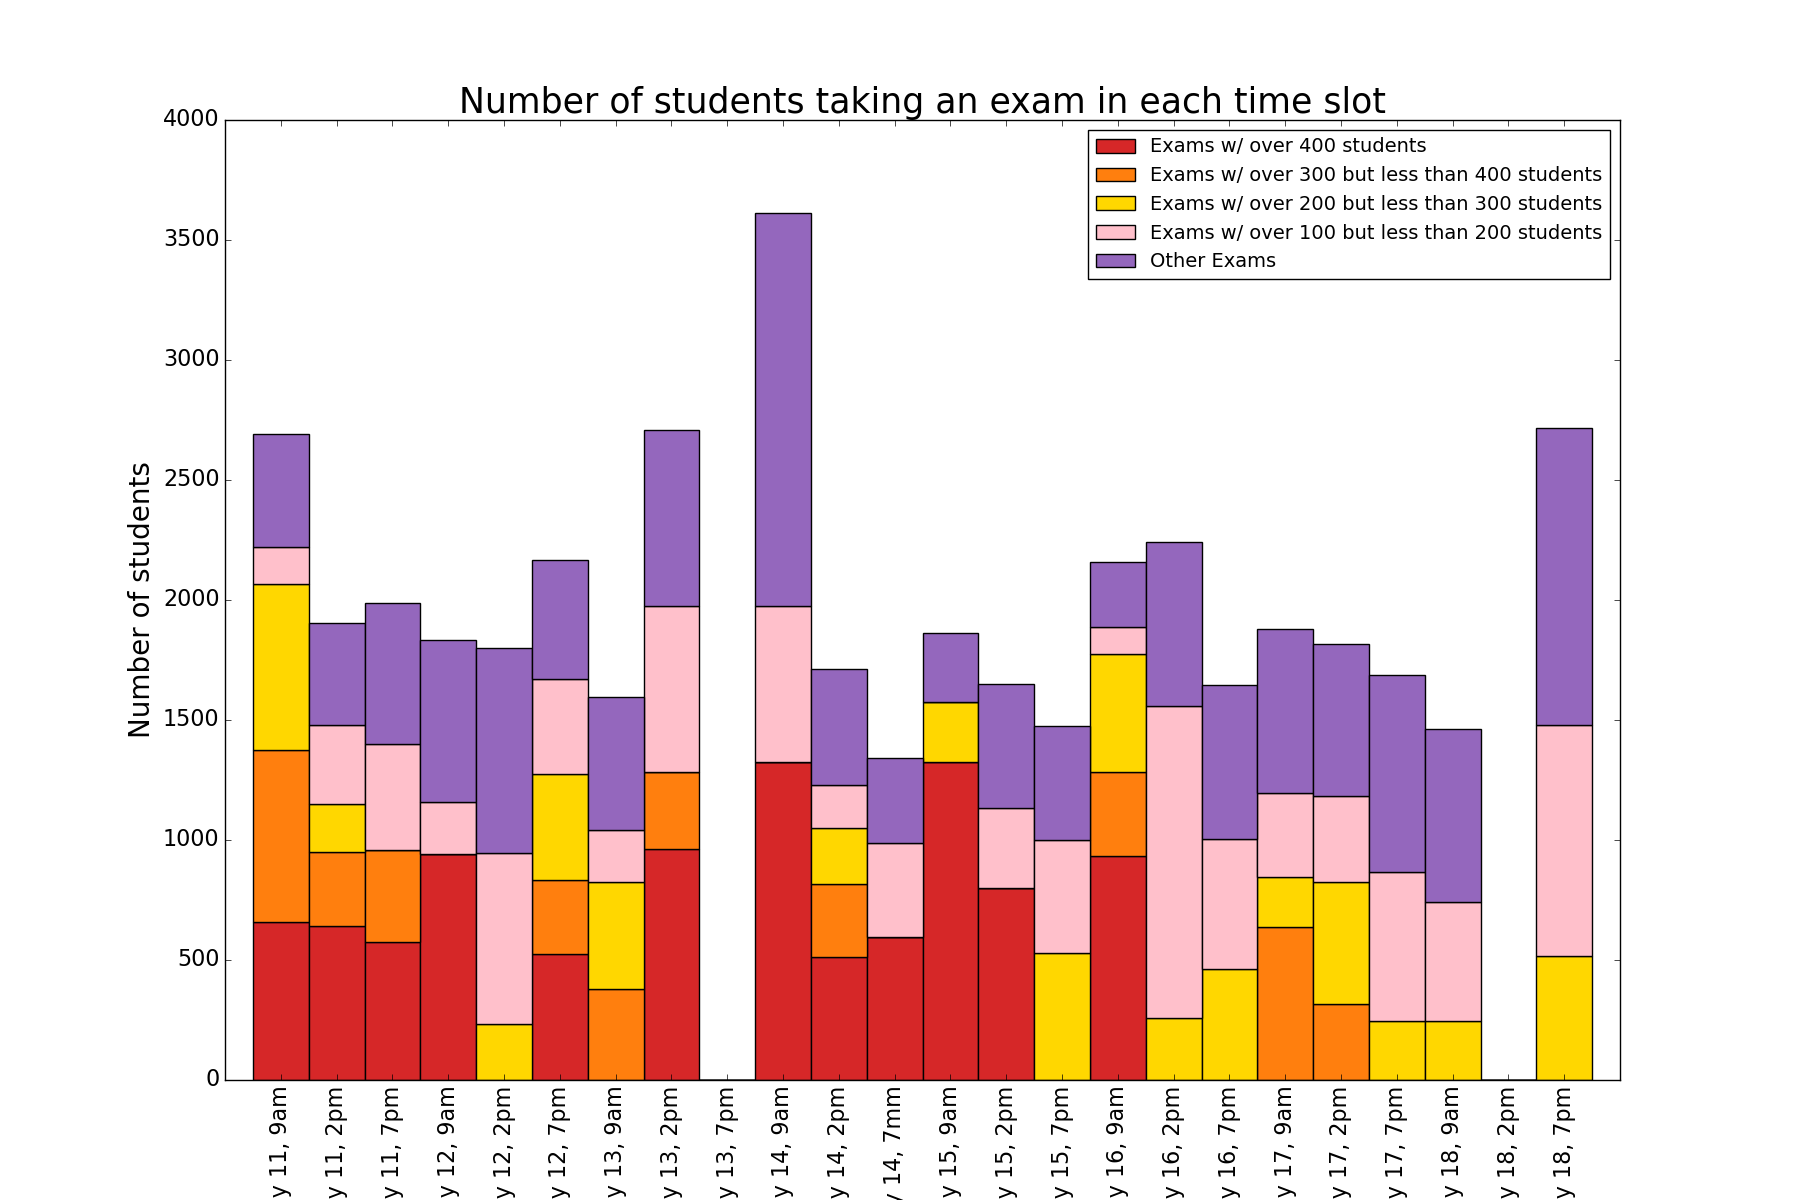 Number of students taking an exam in each time slot
Number of students
4000
3500
3000
2500
2000
1500
1000
500
0
Exams w/ over 400 students
Exams w/ over 300 but less than 400 students
Exams w/ over 200 but less than 300 students
Exams w/ over 100 but less than 200 students
Other Exams
y 11, 9am
y 11, 2pm
y 11, 7pm
y 12, 9am
y 12, 2pm
y 12, 7pm
y 13, 9am
y 13, 2pm
y 13, 7pm
y 14, 9am
y 14, 2pm
y 14, 7mm
y 15, 9am
y 15, 2pm
y 15, 7pm
y 16, 9am
y 16, 2pm
y 16, 7pm
y 17, 9am
y 17, 2pm
y 17, 7pm
y 18, 9am
y 18, 2pm
y 18, 7pm